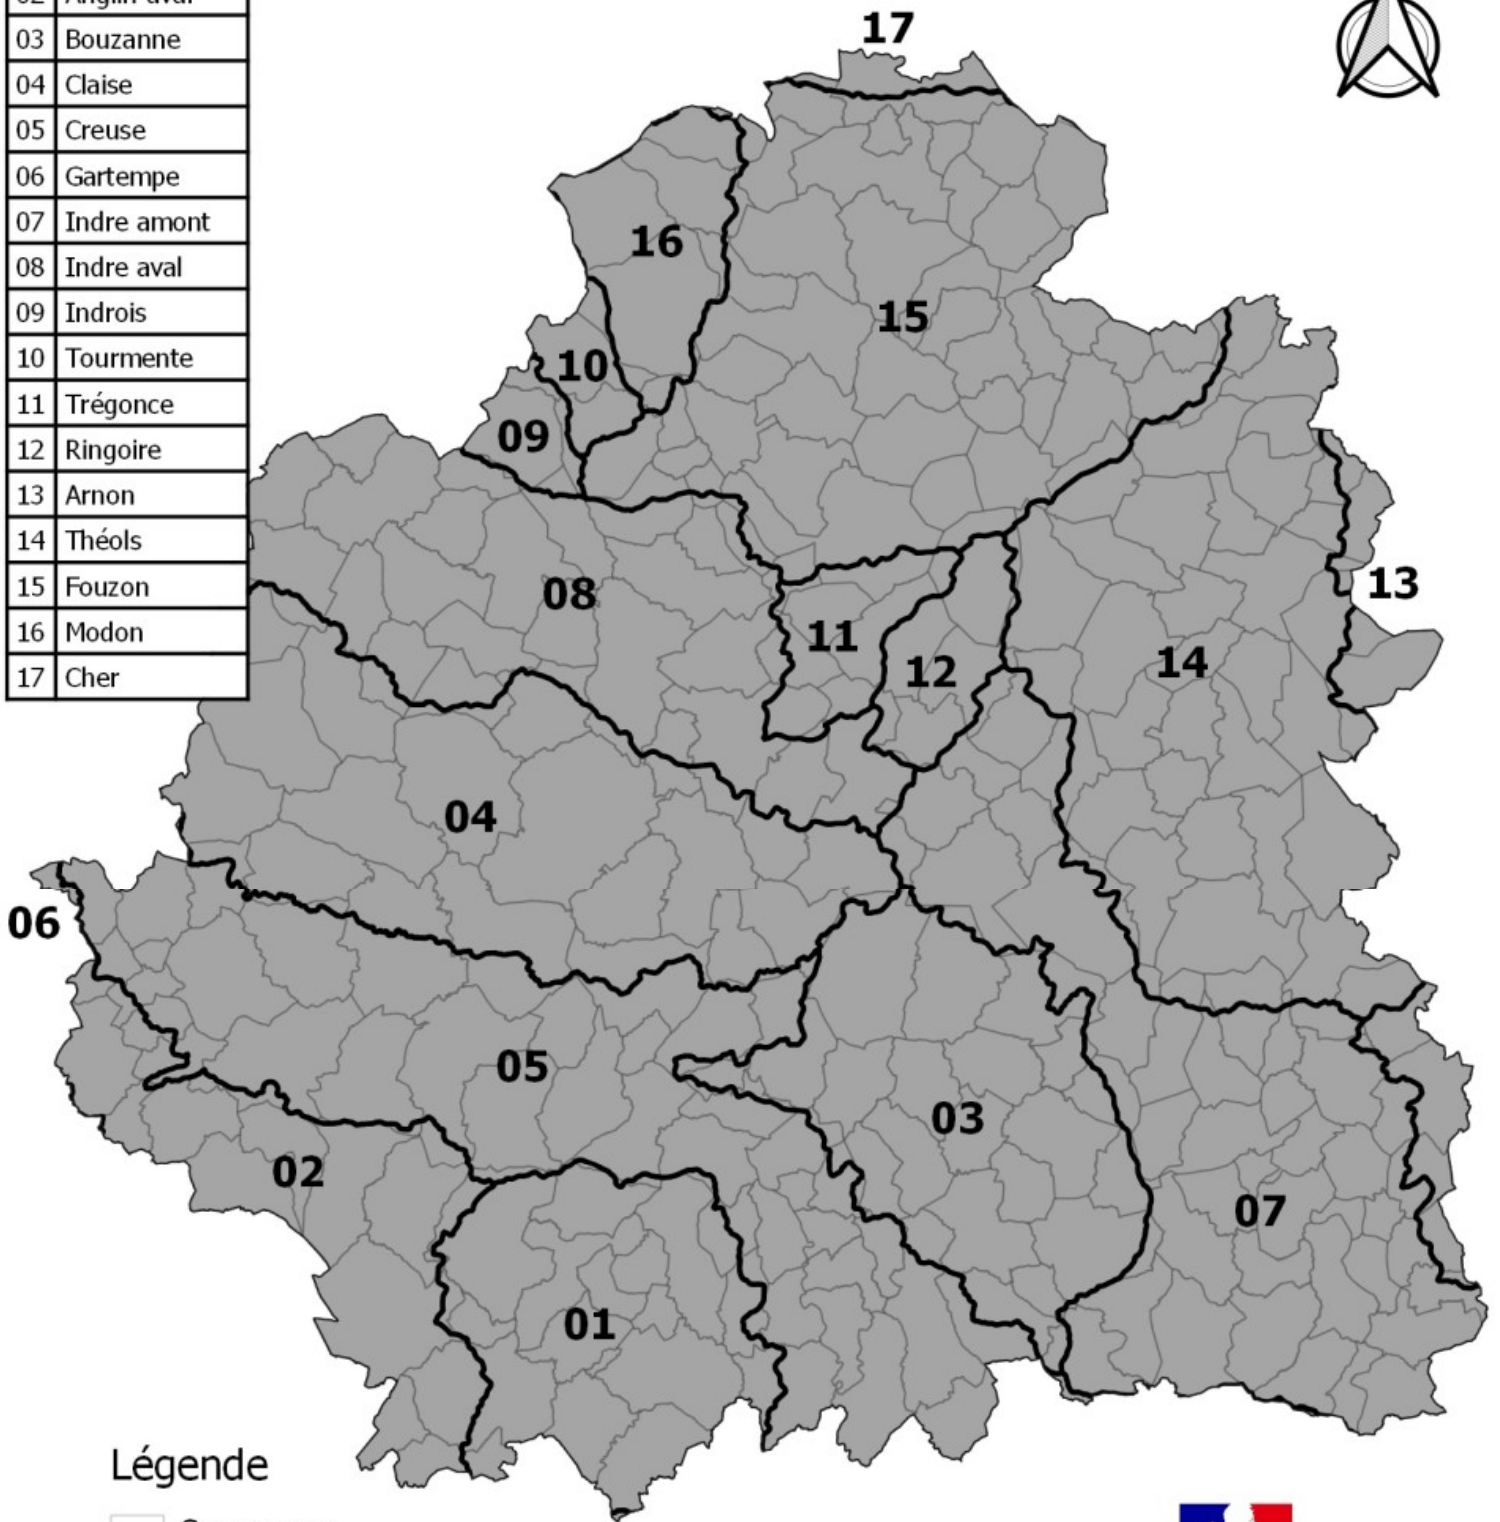 03 Bouzanne
04 Claise
05 Creuse
06 Gartempe
07 Indre amont
08 Indre aval
09 Indrois
10 Tourmente
11 Trégonce
12 Ringoire
13 Arnon
14 Théols
15 Fouzon
16 Modon
17 Cher
17
16
15
10
09
08
13
11
12
14
04
06
05
03
02
07
01
Légende